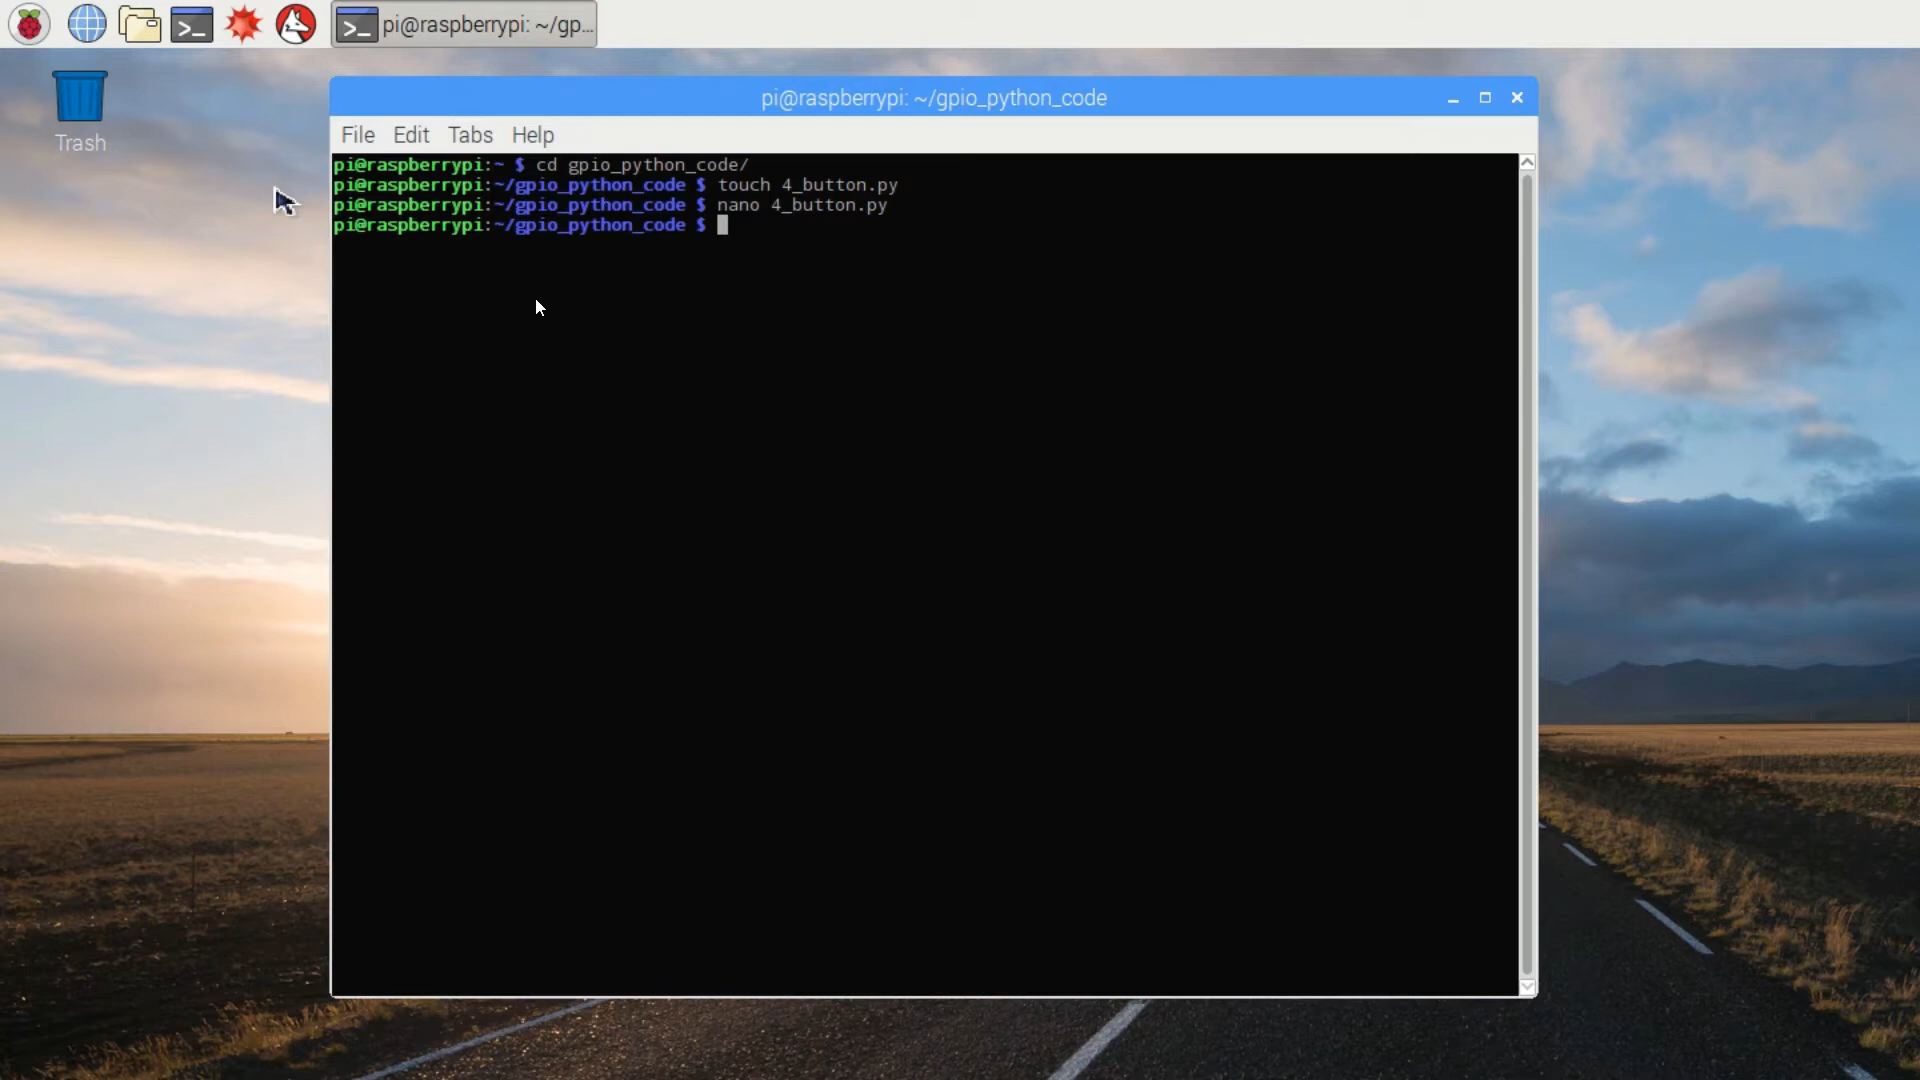 pi@raspberrypi: ~/gp...
Trash
pi@raspberrypi: ~/gpio_python_code
File Edit Tabs Help
pi@raspberrypi:~ $ cd gpio_python_code/
pi@raspberrypi:~/gpio_python_code $ touch 4_button.py
pi@raspberrypi:~/gpio_python_code $ nano 4_button.py
pi@raspberrypi:~/gpio_python_code $